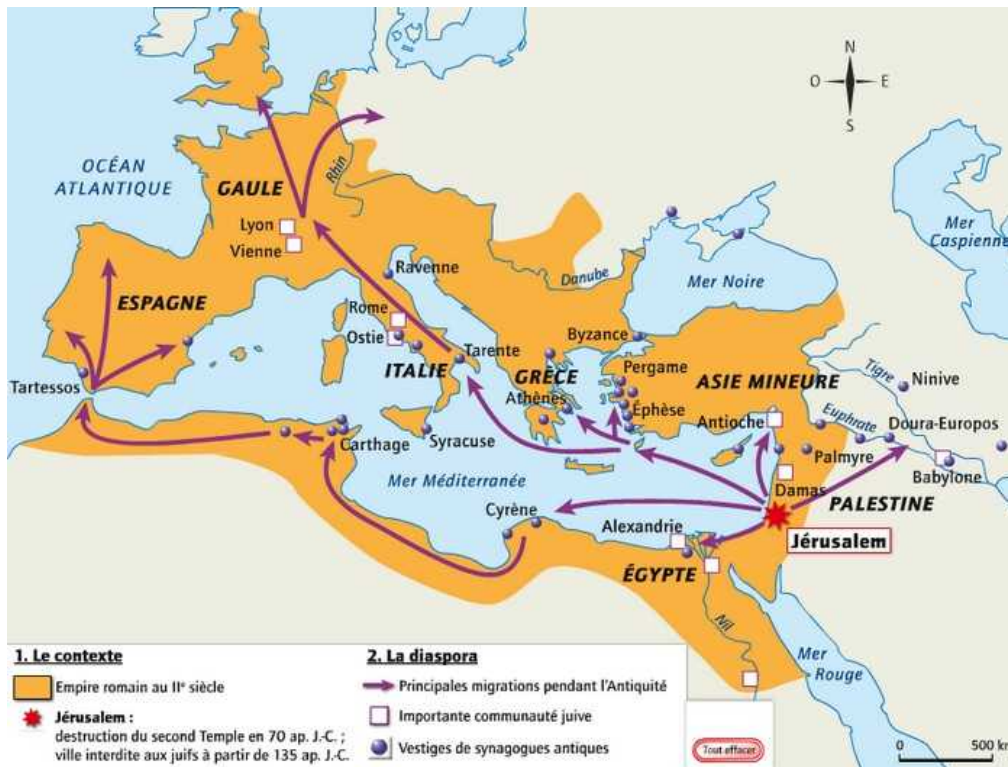 N
O
E
S
OCÉAN
ATLANTIQUE
GAULE
Rhin
Lyon
Vienne
Mer
Caspienne
Ravenne
Danube
Mer Noire
ESPAGNE
Rome
Ostie
Byzance
Tarente
ITALIE
GRÈCE
Pergame
ASIE MINEURE
Tigre
Ninive
Tartessos
Athènes
Éphèse
Antioche
Euphrate
Doura-Europos
Carthage
Syracuse
Palmyre
Babylone
Mer Méditerranée
Damas
PALESTINE
Cyrène
Alexandrie
Jérusalem
ÉGYPTE
Nil
Mer
Rouge
1. Le contexte
Empire romain au IIe siècle
Jérusalem :
destruction du second Temple en 70 ap. J.-C. ;
ville interdite aux juifs à partir de 135 ap. J.-C.
2. La diaspora
Principales migrations pendant l'Antiquité
Importante communauté juive
Vestiges de synagogues antiques
Tout effacer
0 500 km